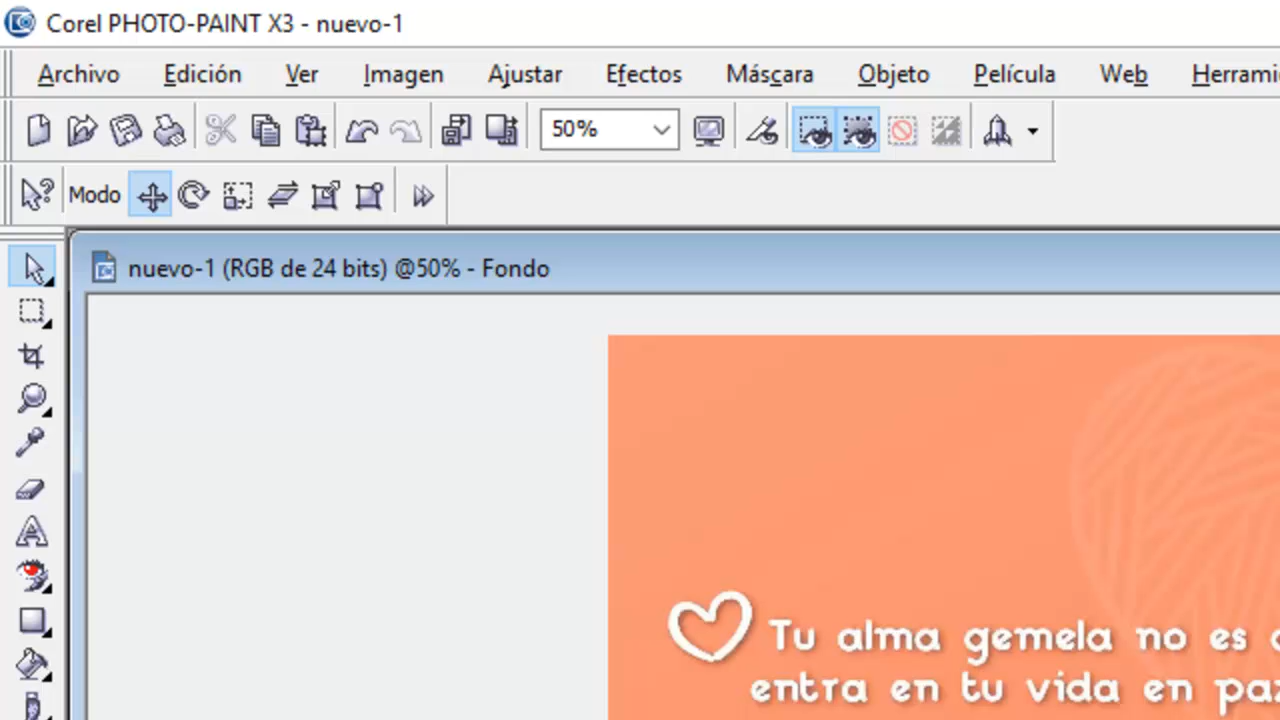 Corel PHOTO-PAINT X3 - nuevo-1
Archivo Edición Ver Imagen Ajustar Efectos Máscara Objeto Película Web
50%
Modo
nuevo-1 (RGB de 24 bits) @50% - Fondo
Tu alma gemela no es
entra en tu vida en